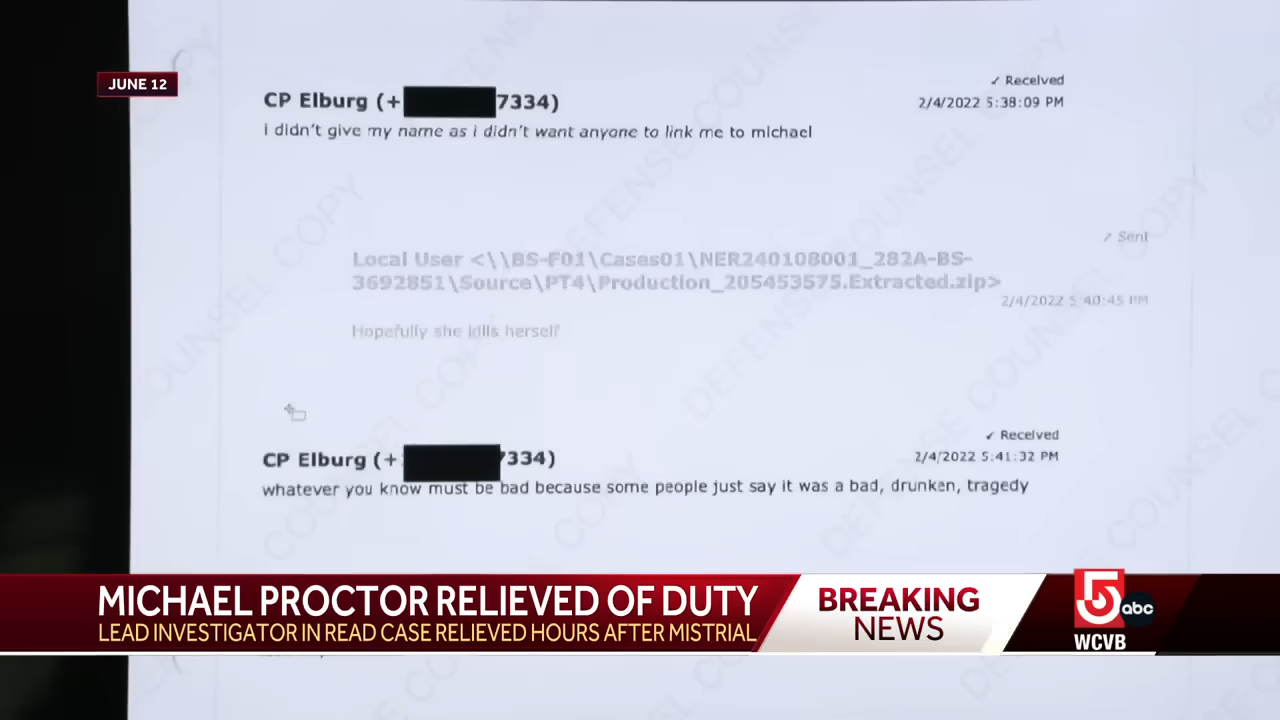 JUNE 12
✓ Received
CP Elburg (+ 7334)
2/4/2022 5:38:09 PM
i didn't give my name as i didn't want anyone to link me to michael
Sent
Local User <\\BS-F01\Cases01\NER240108001_282A-BS-
3692851\Source\PT4\Production_205453575.Extracted.zip>
2/4/2022 5:40:45 PM
Hopefully she kills herself
✓ Received
CP Elburg (+ 7334)
2/4/2022 5:41:32 PM
whatever you know must be bad because some people just say it was a bad, drunken, tragedy
DEFENSE COUNSEL COPY
MICHAEL PROCTOR RELIEVED OF DUTY
LEAD INVESTIGATOR IN READ CASE RELIEVED HOURS AFTER MISTRIAL
BREAKING
NEWS
5
abc
WCVB